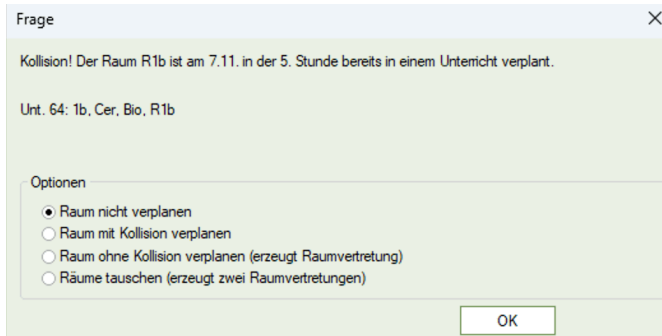 Frage
Kollision! Der Raum R1b ist am 7.11. in der 5. Stunde bereits in einem Unterricht verplant.
Unt. 64: 1b, Cer, Bio, R1b
Optionen
Raum nicht verplanen
Raum mit Kollision verplanen
Raum ohne Kollision verplanen (erzeugt Raumvertretung)
Räume tauschen (erzeugt zwei Raumvertretungen)
OK